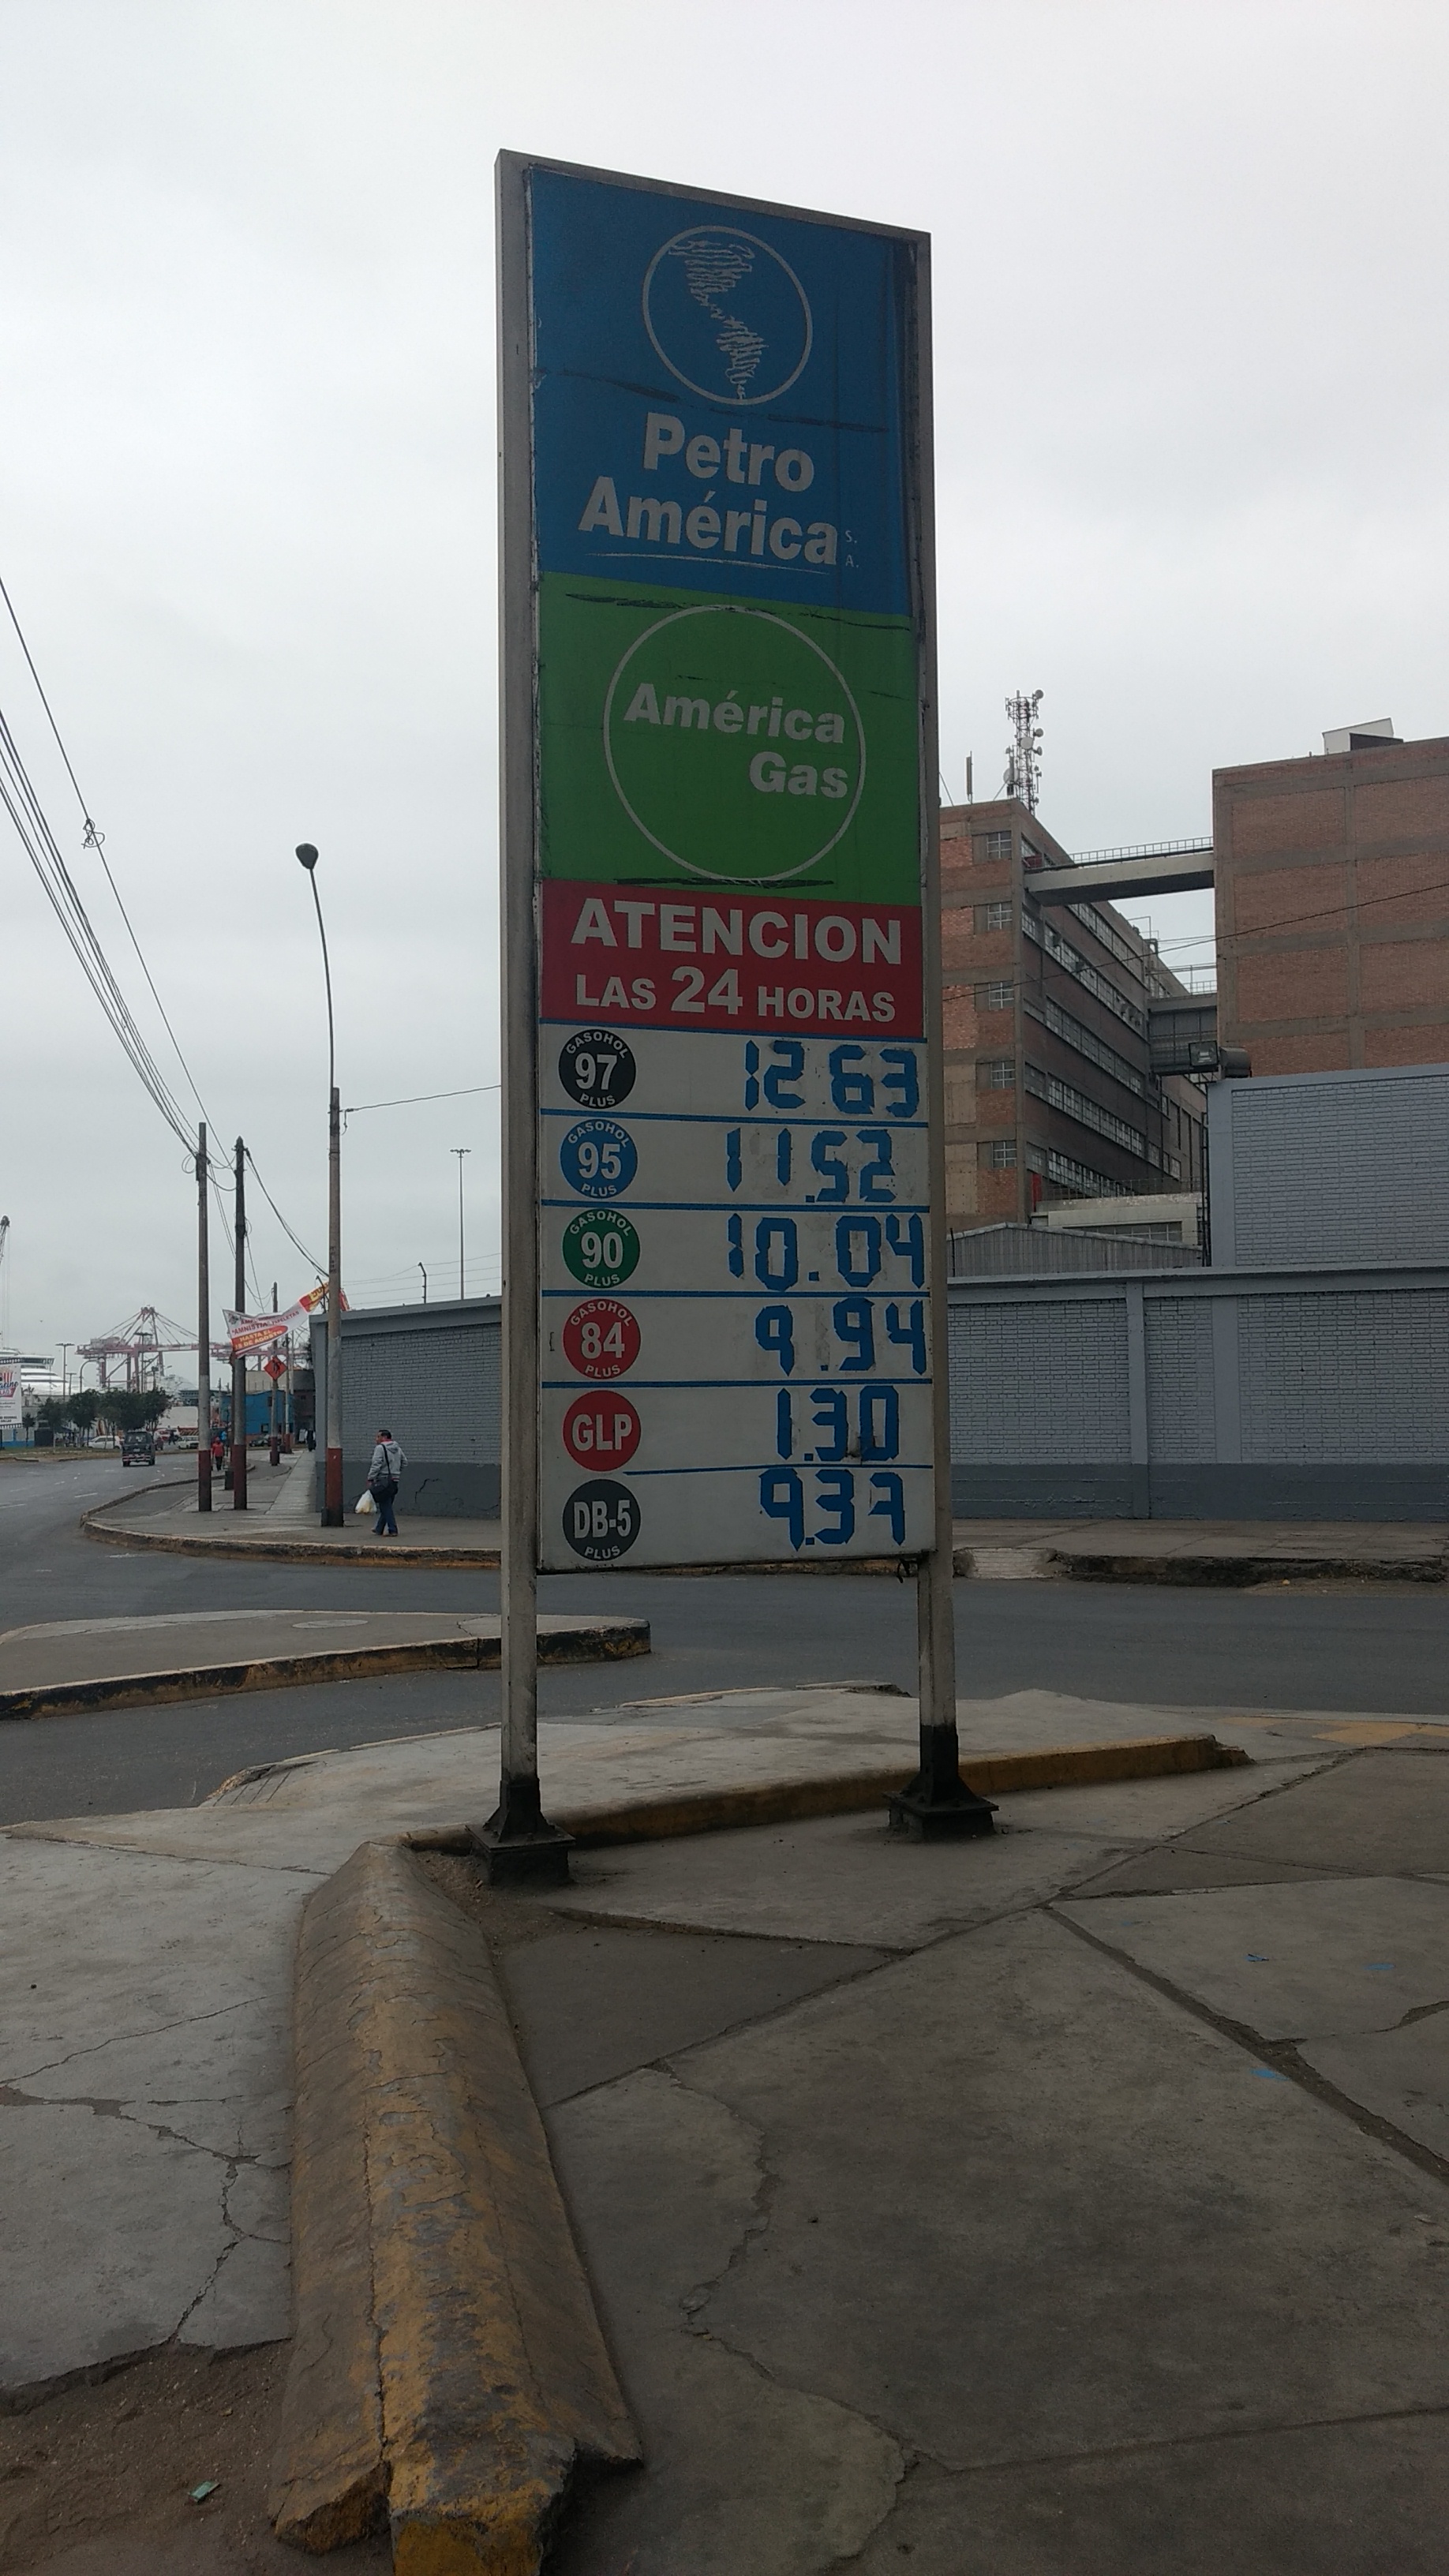 Petro
América S.
A.
América
Gas
ATENCION
LAS 24 HORAS
GASOHOL
97
PLUS
12 63
GASOHOL
95
PLUS
11.52
GASOHOL
90
PLUS
10.04
GASOHOL
84
PLUS
9.94
GLP
1.30
DB-5
PLUS
9.37